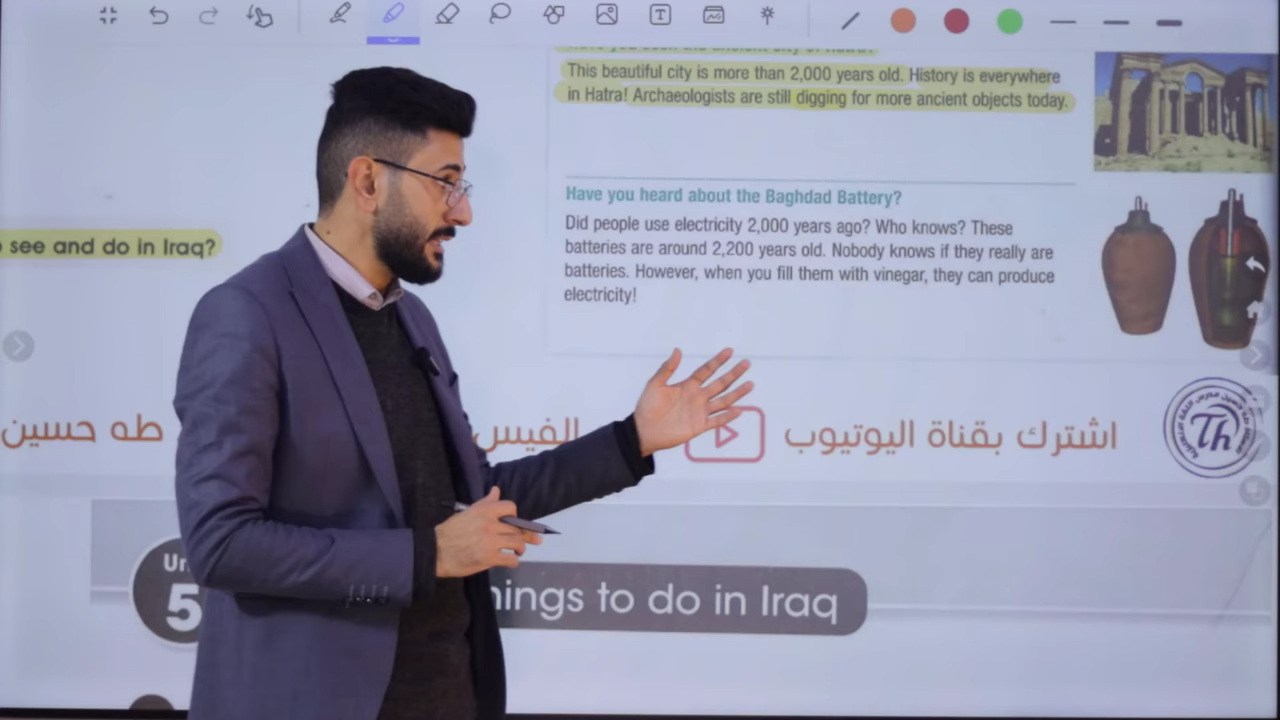 This beautiful city is more than 2,000 years old. History is everywhere
in Hatra! Archaeologists are still digging for more ancient objects today.
Have you heard about the Baghdad Battery?
Did people use electricity 2,000 years ago? Who knows? These
batteries are around 2,200 years old. Nobody knows if they really are
batteries. However, when you fill them with vinegar, they can produce
electricity!
see and do in Iraq?
اشترك بقناة اليوتيوب
الفيس
طه حسين
Th
5
to do in Iraq